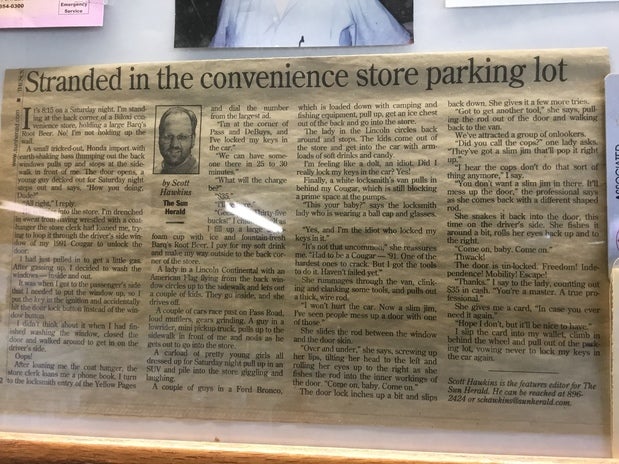 354-0300
Emergency
Service
Stranded in the convenience store parking lot
It's 8:15 on a Saturday night. I'm stand-
ing at the back corner of a Biloxi con-
venience store, holding a large Barq's
Root Beer. No! I'm not holding up the
wall.
A small tricked-out, Honda import with
earth-shaking bass thumping out the back
windows pulls up and stops at the side-
walk in front of me. The door opens, a
young guy decked out for Saturday night
steps out and says, "How you doing,
"All right," I reply.
into the store. I'm drenched
in sweat from wrestling with a coat-
hanger the store clerk had loaned me, try-
ing to loop it through the driver's side win-
dows of my 1991 Cougar to unlock the
door.
I had just pulled in to get a little gas.
After gassing up, I decided to wash the
windows — inside and out.
It was when I got to the passenger's side
that I needed to put the window up, so I
put the key in the ignition and accidentally
hit the door lock button instead of the win-
dow button.
I didn't think about it when I had fin-
ished washing the window, closed the
door and walked around to get in on the
driver's side.
Oops!
After loaning me the coat hanger, the
store clerk loans me a phone book. I turn
to the locksmith entry of the Yellow Pages
by Scott
Hawkins
The Sun
Herald
and dial the number
from the largest ad.
"I'm at the corner of
Pass and DeBuys, and
I've locked my keys in
the car."
"We can have some-
one there in 25 to 30
minutes."
"What will the charge
be?"
bucks"
I fill up a large
foam cup with ice and fountain-fresh
Barq's Root Beer. I pay for my soft drink
and make my way outside to the back cor-
ner of the store.
A lady in a Lincoln Continental with an
American Flag flying from the back win-
dow circles up to the sidewalk and lets out
a couple of kids. They go inside, and she
drives off.
A couple of cars race past on Pass Road,
loud mufflers, gears grinding. A guy in a
lowrider, mini pickup truck, pulls up to the
sidewalk in front of me and nods as he
gets out to go into the store.
A carload of pretty young girls all
dressed up for Saturday night pull up in an
SUV and pile into the store giggling and
laughing.
A couple of guys in a Ford Bronco,
which is loaded down with camping and
fishing equipment, pull up, get an ice chest
out of the back and go into the store.
The lady in the Lincoln circles back
around and stops. The kids come out of
the store and get into the car with arm-
loads of soft drinks and candy.
I'm feeling like a dolt, an idiot. Did I
really lock my keys in the car? Yes!
Finally, a white locksmith's van pulls in
behind my Cougar, which is still blocking
a prime space at the pumps.
"This your baby?" says the locksmith
lady who is wearing a ball cap and glasses.
"Yes, and I'm the idiot who locked my
keys in it."
"It's not that uncommon," she reassures
me. "Had to be a Cougar — '91. One of the
hardest ones to crack. But I got the tools
to do it. Haven't failed yet."
She rummages through the van, clink-
ing and clanking some tools, and pulls out
a thick, wire rod.
"I won't hurt the car. Now a slim jim,
I've seen people mess up a door with one
of those."
She slides the rod between the window
and the door sidin.
"Over and under," she says, screwing up
her lips, tilting her head to the left and
rolling her eyes up to the right as she
fishes the rod into the inner workings of
the door. "Come on, baby. Come on."
The door lock inches up a bit and slips
back down. She gives it a few more tries.
"Got to get another tool," she says, pull-
ing the rod out of the door and walking
back to the van.
We've attracted a group of onlookers.
"Did you call the cops?" one lady asks.
"They've got a slim jim that'll pop it right
up."
"I hear the cops don't do that sort of
thing anymore," I say.
"You don't want a slim jim in there. It'll
mess up the door," the professional says
as she comes back with a different shaped
rod.
She snakes it back into the door, this
time on the driver's side. She fishes it
around a bit, rolls her eyes back and up to
the right.
"Come on, baby. Come on."
Thwack!
The door is un-locked. Freedom! Inde-
pendence! Mobility! Escape!
"Thanks," I say to the lady, counting out
$35 in cash. "You're a master. A true pro-
fessional."
She gives me a card, "In case you ever
need it again."
"Hope I don't, but it'll be nice to have."
I slip the card into my wallet, climb in
behind the wheel and pull out of the park-
ing lot, vowing never to lock my keys in
the car again.
Scott Hawkins is the features editor for The
Sun Herald. He can be reached at 896-
2424 or schawkins@sunherald.com.
ASSOCIATED